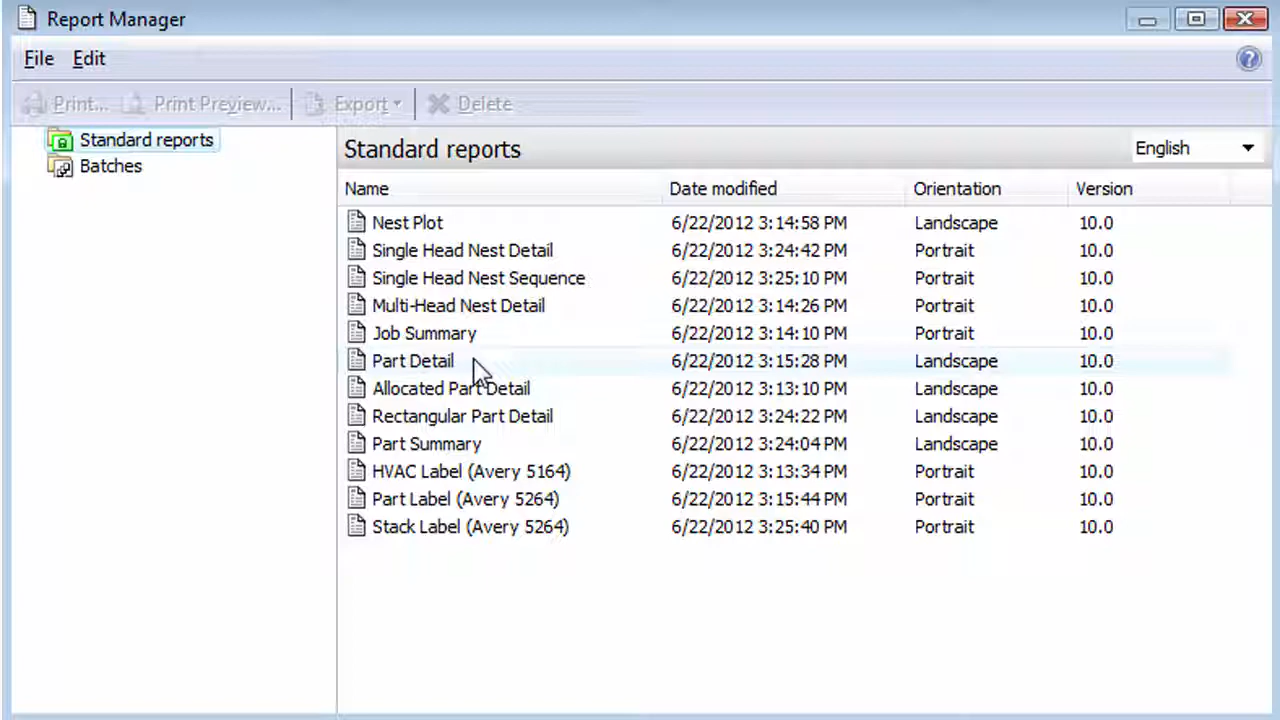 Report Manager
File Edit
Print... Print Preview... Export Delete
Standard reports
Batches
Standard reports English
Name Date modified Orientation Version
Nest Plot 6/22/2012 3:14:58 PM Landscape 10.0
Single Head Nest Detail 6/22/2012 3:24:42 PM Portrait 10.0
Single Head Nest Sequence 6/22/2012 3:25:10 PM Portrait 10.0
Multi-Head Nest Detail 6/22/2012 3:14:26 PM Portrait 10.0
Job Summary 6/22/2012 3:14:10 PM Portrait 10.0
Part Detail 6/22/2012 3:15:28 PM Landscape 10.0
Allocated Part Detail 6/22/2012 3:13:10 PM Landscape 10.0
Rectangular Part Detail 6/22/2012 3:24:22 PM Landscape 10.0
Part Summary 6/22/2012 3:24:04 PM Landscape 10.0
HVAC Label (Avery 5164) 6/22/2012 3:13:34 PM Portrait 10.0
Part Label (Avery 5264) 6/22/2012 3:15:44 PM Portrait 10.0
Stack Label (Avery 5264) 6/22/2012 3:25:40 PM Portrait 10.0